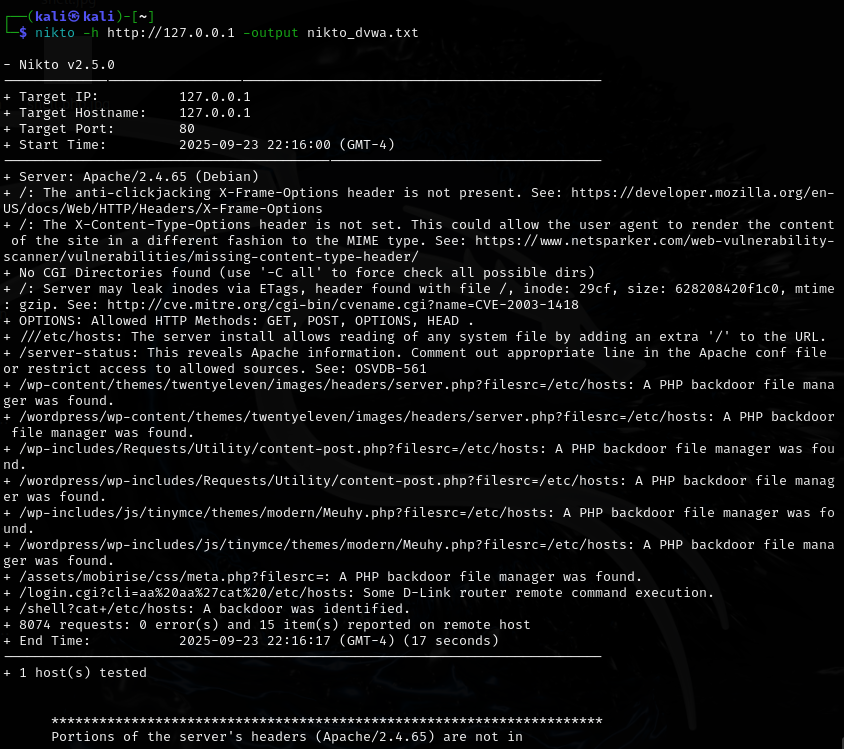 ┌──(kali㉿kali)-[~]
└─$ nikto -h http://127.0.0.1 -output nikto_dvwa.txt
- Nikto v2.5.0
+ Target IP:          127.0.0.1
+ Target Hostname:    127.0.0.1
+ Target Port:        80
+ Start Time:         2025-09-23 22:16:00 (GMT-4)
+ Server: Apache/2.4.65 (Debian)
+ /: The anti-clickjacking X-Frame-Options header is not present. See: https://developer.mozilla.org/en-
US/docs/Web/HTTP/Headers/X-Frame-Options
+ /: The X-Content-Type-Options header is not set. This could allow the user agent to render the content
 of the site in a different fashion to the MIME type. See: https://www.netsparker.com/web-vulnerability-
scanner/vulnerabilities/missing-content-type-header/
+ No CGI Directories found (use '-C all' to force check all possible dirs)
+ /: Server may leak inodes via ETags, header found with file /, inode: 29cf, size: 628208420f1c0, mtime
: gzip. See: http://cve.mitre.org/cgi-bin/cvename.cgi?name=CVE-2003-1418
+ OPTIONS: Allowed HTTP Methods: GET, POST, OPTIONS, HEAD .
+ ///etc/hosts: The server install allows reading of any system file by adding an extra '/' to the URL.
+ /server-status: This reveals Apache information. Comment out appropriate line in the Apache conf file
or restrict access to allowed sources. See: OSVDB-561
+ /wp-content/themes/twentyeleven/images/headers/server.php?filesrc=/etc/hosts: A PHP backdoor file mana
ger was found.
+ /wordpress/wp-content/themes/twentyeleven/images/headers/server.php?filesrc=/etc/hosts: A PHP backdoor
 file manager was found.
+ /wp-includes/Requests/Utility/content-post.php?filesrc=/etc/hosts: A PHP backdoor file manager was fou
nd.
+ /wordpress/wp-includes/Requests/Utility/content-post.php?filesrc=/etc/hosts: A PHP backdoor file manag
er was found.
+ /wp-includes/js/tinymce/themes/modern/Meuhy.php?filesrc=/etc/hosts: A PHP backdoor file manager was fo
und.
+ /wordpress/wp-includes/js/tinymce/themes/modern/Meuhy.php?filesrc=/etc/hosts: A PHP backdoor file mana
ger was found.
+ /assets/mobirise/css/meta.php?filesrc=: A PHP backdoor file manager was found.
+ /login.cgi?cli=aa%20aa%27cat%20/etc/hosts: Some D-Link router remote command execution.
+ /shell?cat+/etc/hosts: A backdoor was identified.
+ 8074 requests: 0 error(s) and 15 item(s) reported on remote host
+ End Time:           2025-09-23 22:16:17 (GMT-4) (17 seconds)
+ 1 host(s) tested
*********************************************************************
Portions of the server's headers (Apache/2.4.65) are not in